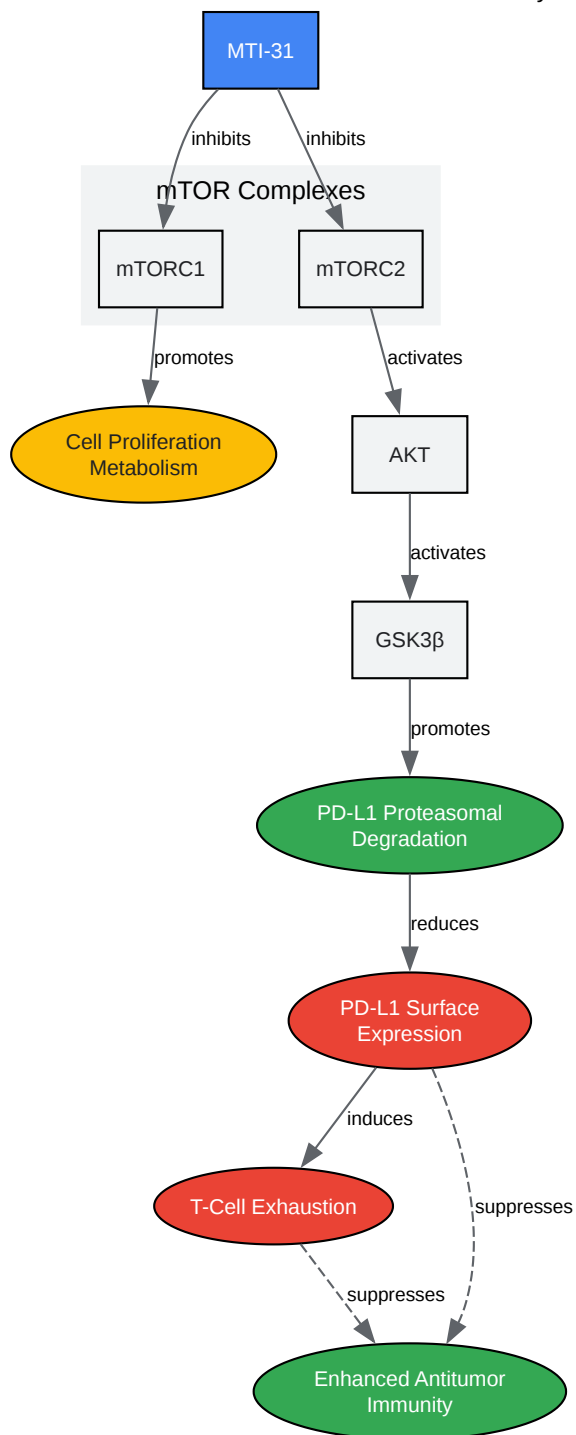 MTI-31
inhibits
inhibits
mTOR Complexes
mTORC1
mTORC2
promotes
activates
Cell Proliferation
Metabolism
AKT
activates
GSK3β
promotes
PD-L1 Proteasomal
Degradation
reduces
PD-L1 Surface
Expression
induces
T-Cell Exhaustion
suppresses
suppresses
Enhanced Antitumor
Immunity